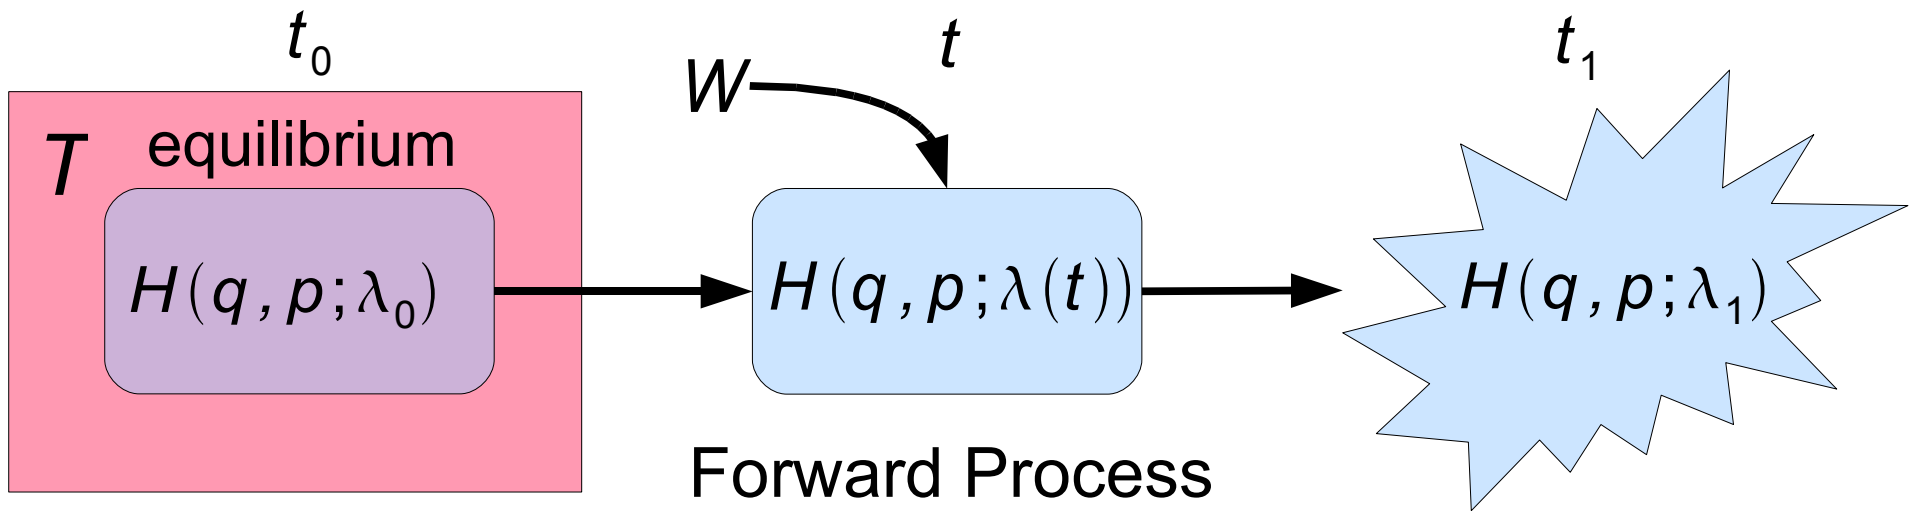 t₀
t
t₁
W
T
equilibrium
H(q,p;λ₀)
H(q,p;λ(t))
H(q,p;λ₁)
Forward Process